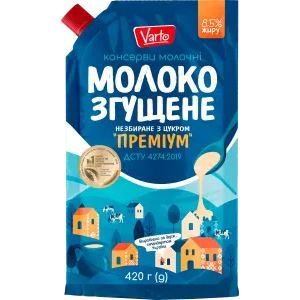 Varto
8.5%
жиру
консерви молочні
МОЛОКО
ЗГУЩЕНЕ
НЕЗБИРАНЕ З ЦУКРОМ
"ПРЕМІУМ"
ДСТУ 4274:2019
420 г (g)